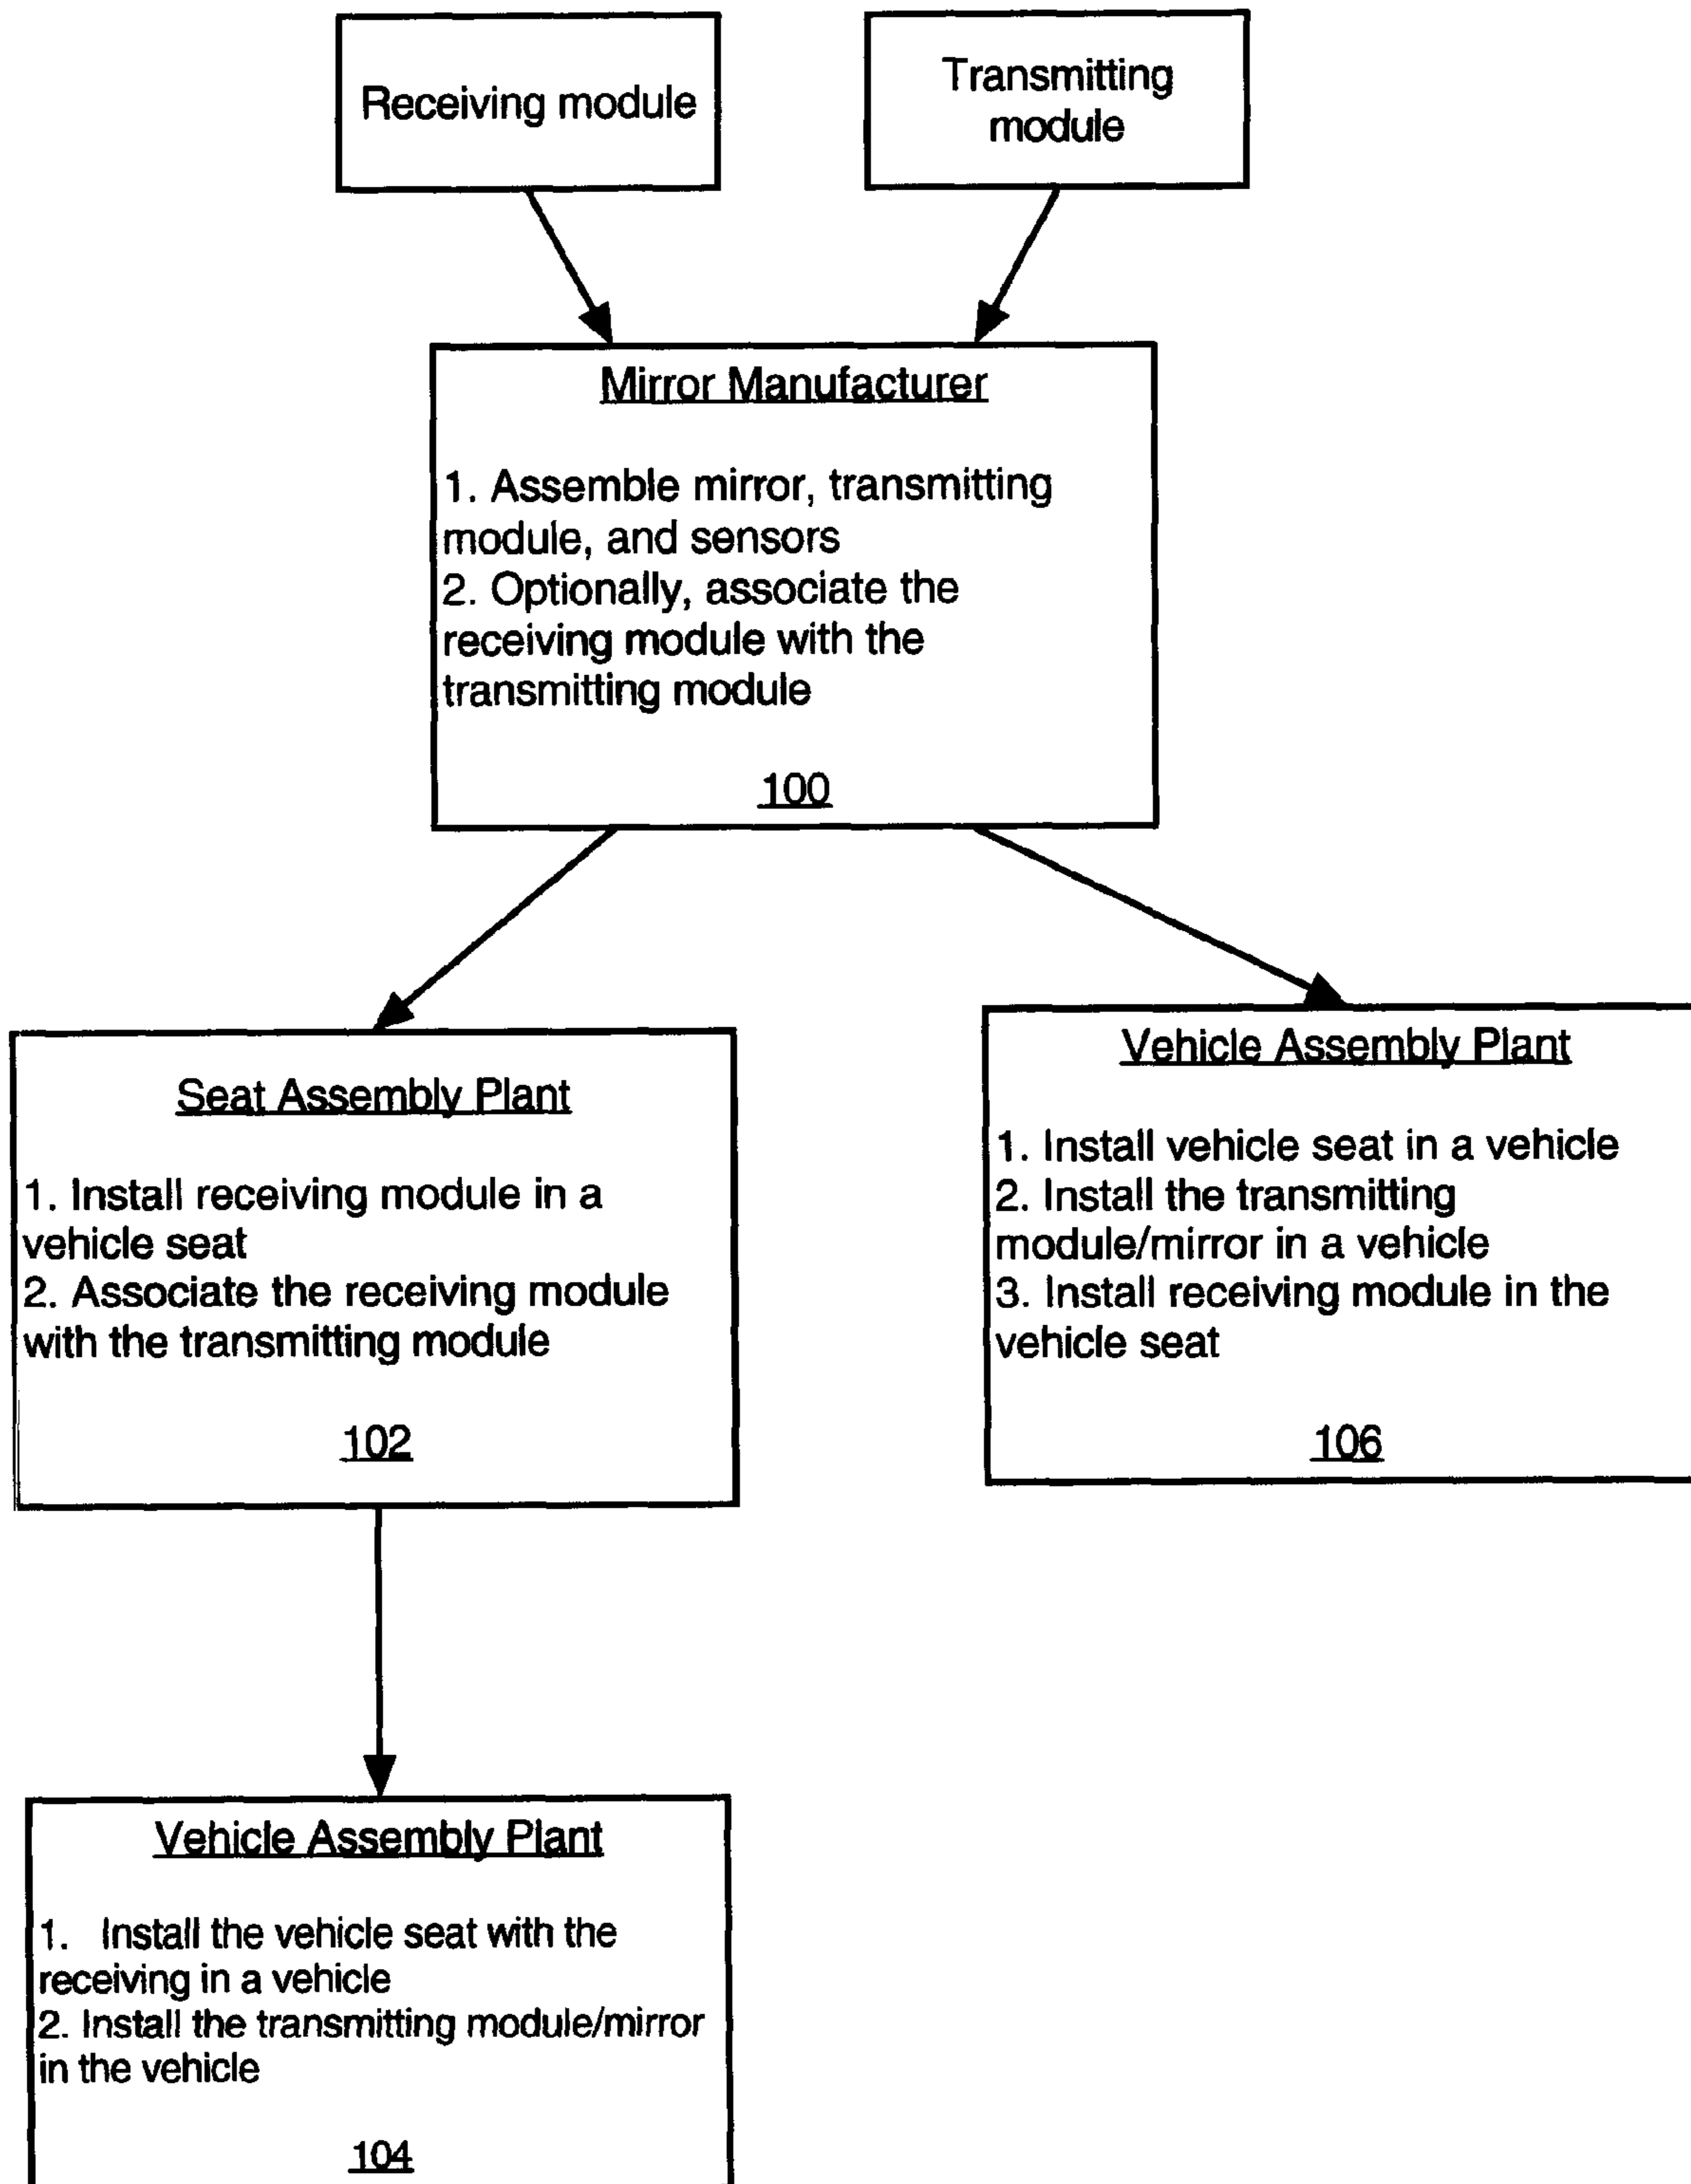 Receiving module
Transmitting
module
Mirror Manufacturer
1. Assemble mirror, transmitting
module, and sensors
2. Optionally, associate the
receiving module with the
transmitting module
100
Seat Assembly Plant
1. Install receiving module in a
vehicle seat
2. Associate the receiving module
with the transmitting module
102
Vehicle Assembly Plant
1. Install vehicle seat in a vehicle
2. Install the transmitting
module/mirror in a vehicle
3. Install receiving module in the
vehicle seat
106
Vehicle Assembly Plant
1. Install the vehicle seat with the
receiving in a vehicle
2. Install the transmitting module/mirror
in the vehicle
104